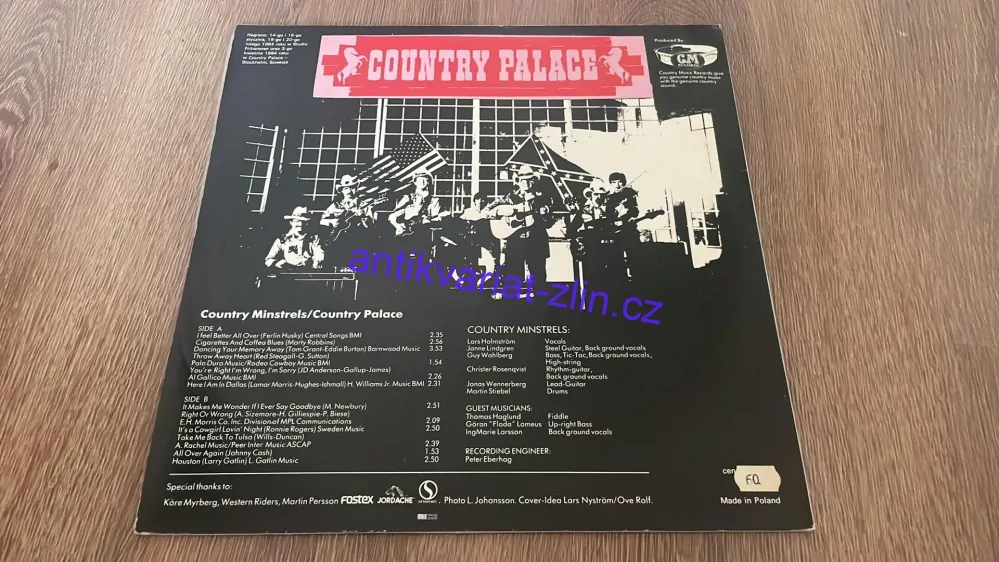 Nagrano: 14-go i 15-go
stycznia, 19-go i 20-go
lutego 1984 roku w Studio
Frihamnen oraz 3-go
kwietnia 1984 roku
w Country Palace –
Stockholm, Szwecja
COUNTRY PALACE
Produced By
CM
RECORDS
Country Music Records give
you genuine country music
with the genuine country
sound.
antikvariat-zlin.cz
Country Minstrels/Country Palace
SIDE A
I feel Better All Over (Ferlin Husky) Central Songs BMI 2.35
Cigarettes And Coffea Blues (Marty Robbins) 2.56
Dancing Your Memory Away (Tom Grant-Eddie Burton) Barnwood Music 3.53
Throw Away Heart (Red Steagall-G. Sutton)
Palo Duro Music/Rodeo Cowboy Music BMI 1.54
You're Right I'm Wrong, I'm Sorry (JD Anderson-Gallup-James)
Al Gallico Music BMI 2.26
Here I Am In Dallas (Lamar Morris-Hughes-Ishmall) H. Williams Jr. Music BMI 2.31
SIDE B
It Makes Me Wonder If I Ever Say Goodbye (M. Newbury) 2.51
Right Or Wrong (A. Sizemore-H. Gilliespie-P. Biese)
E.H. Morris Co. Inc. Division of MPL Communications 2.09
It's a Cowgirl Lovin' Night (Ronnie Rogers) Sweden Music 2.50
Take Me Back To Tulsa (Wills-Duncan)
A. Rachel Music/Peer Inter Music ASCAP 2.39
All Over Again (Johnny Cash) 1.53
Houston (Larry Gatlin) L. Gatlin Music 2.50
COUNTRY MINSTRELS:
Lars Holmström Vocals
Janne Lindgren Steel Guitar, Back ground vocals
Guy Wahlberg Bass, Tic-Tac, Back ground vocals,
High-string
Christer Rosenqvist Rhythm-guitar,
Back ground vocals
Jonas Wennerberg Lead-Guitar
Martin Stiebel Drums
GUEST MUSICIANS:
Thomas Haglund Fiddle
Göran "Floda" Lameus Up-right Bass
IngMarie Larsson Back ground vocals
RECORDING ENGINEER:
Peter Eberhag
Special thanks to:
Kåre Myrberg, Western Riders, Martin Persson Fostex JORDACHE S , Photo L. Johansson. Cover-Idea Lars Nyström/Ove Rolf.
cen
F.Q
Made in Poland